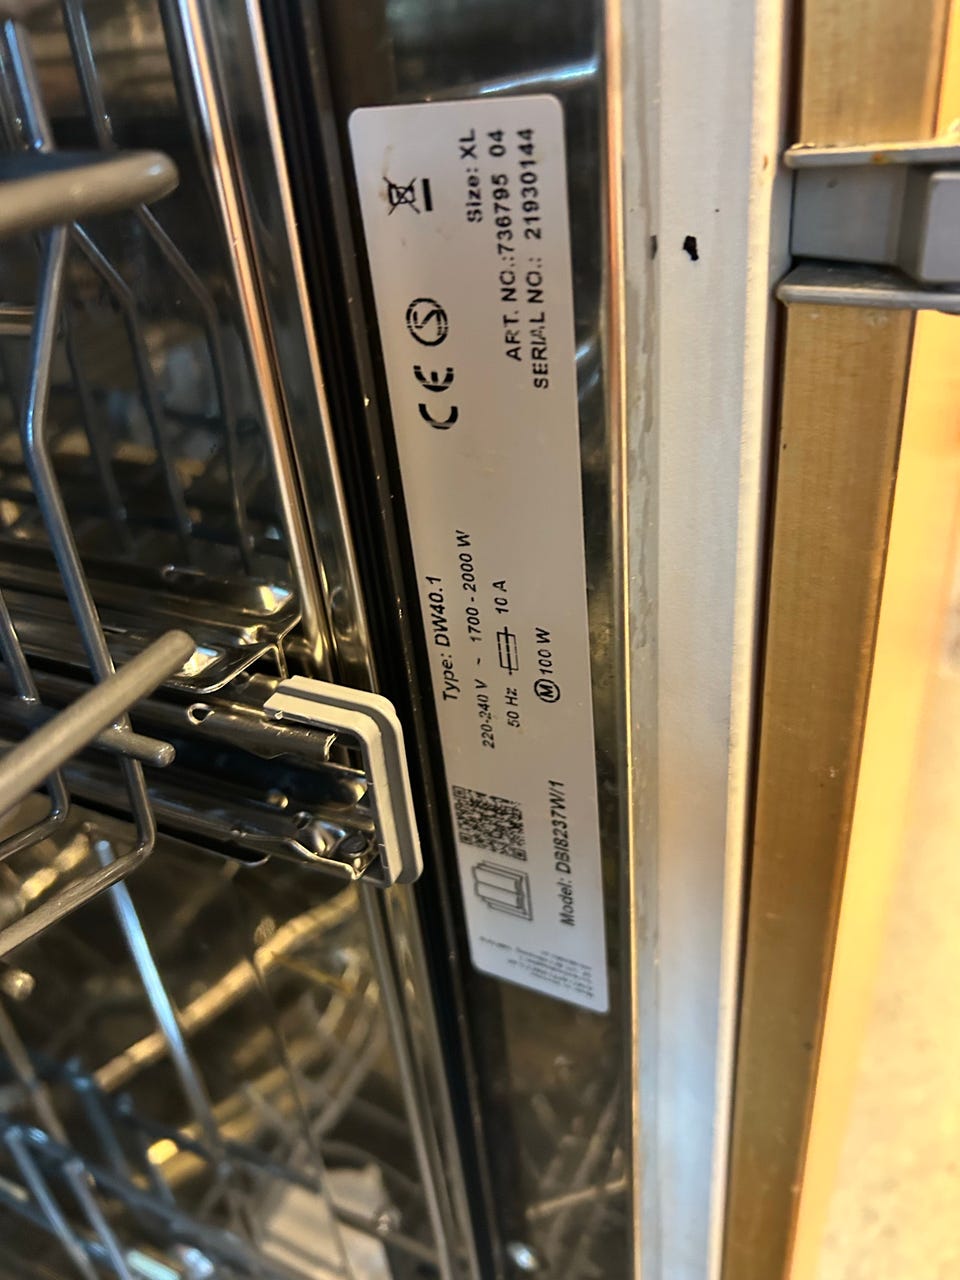 Type: DW40.1
220-240 V ~ 1700 - 2000 W
50 Hz 10 A
M 100 W
Model: DBI8237W/1
CE S
Size: XL
ART. NO.:736795 04
SERIAL NO.: 21930144